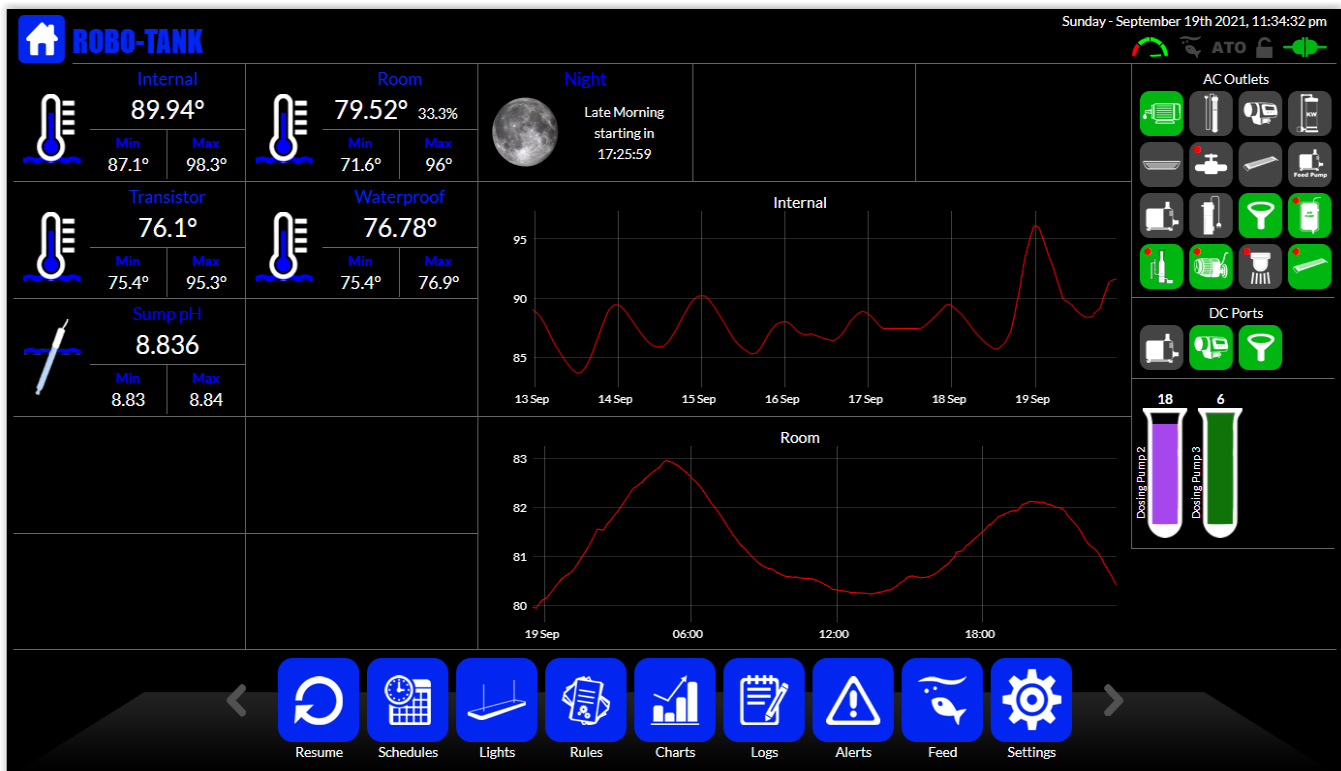 Sunday - September 19th 2021, 11:34:32 pm
ROBO-TANK
ATO
Internal
89.94°
Min
Max
87.1°
98.3°
Room
79.52° 33.3%
Min
Max
71.6°
96°
Night
Late Morning
starting in
17:25:59
Transistor
76.1°
Min
Max
75.4°
95.3°
Waterproof
76.78°
Min
Max
75.4°
76.9°
Sump pH
8.836
Min
Max
8.83
8.84
Internal
95
90
85
13 Sep
14 Sep
15 Sep
16 Sep
17 Sep
18 Sep
19 Sep
Room
83
82
81
80
19 Sep
06:00
12:00
18:00
AC Outlets
KW
Feed Pump
DC Ports
18
6
Dosing Pump 2
Dosing Pump 3
Resume
Schedules
Lights
Rules
Charts
Logs
Alerts
Feed
Settings